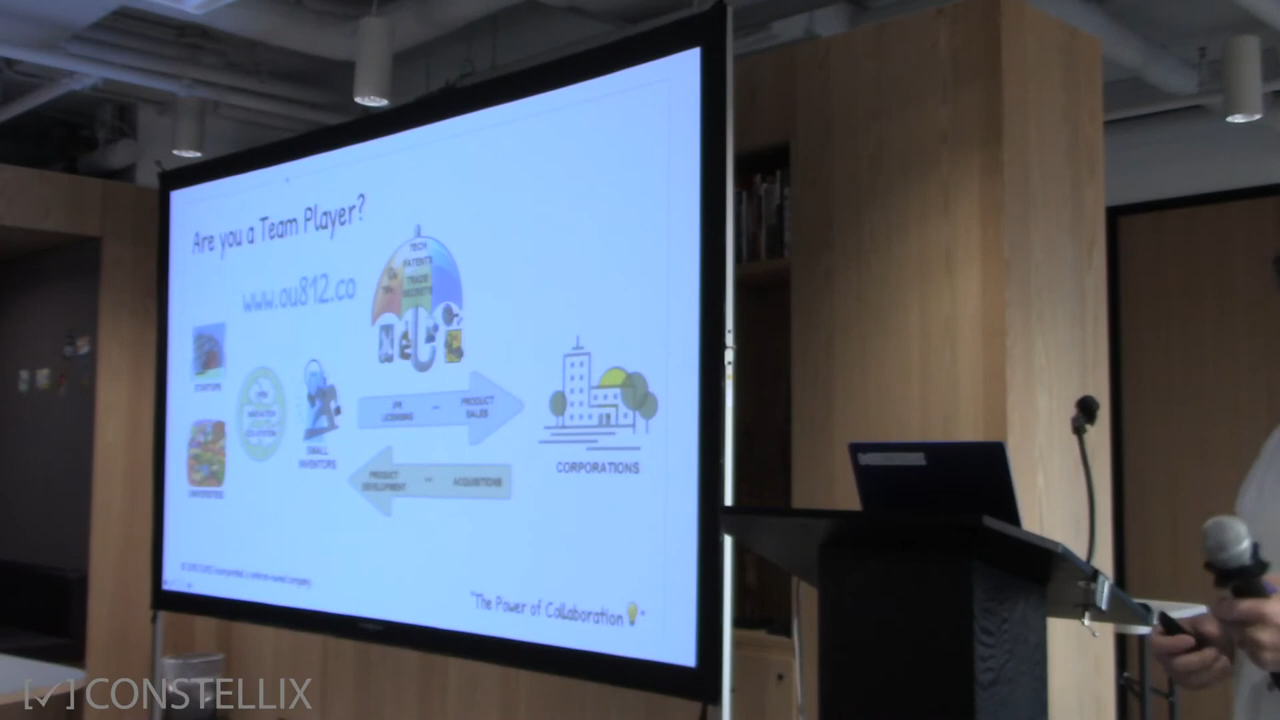 Are you a Team Player?
www.ou812.co
TECH
PATENTS
TRADE
SECRETS
STARTUPS
SMALL
INVENTORS
UNIVERSITIES
IPR
LICENSING
PRODUCT
SALES
PRODUCT
DEVELOPMENT
ACQUISITIONS
CORPORATIONS
"The Power of Collaboration"
[✓] CONSTELLIX